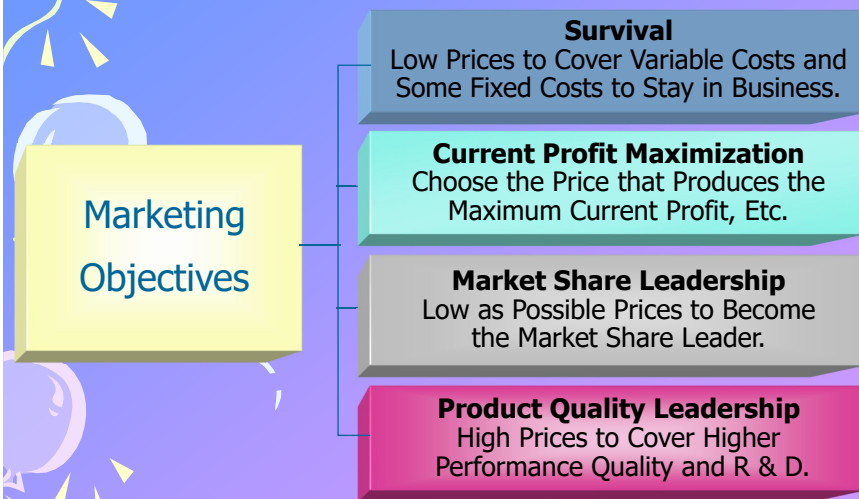 Marketing
Objectives
Survival
Low Prices to Cover Variable Costs and
Some Fixed Costs to Stay in Business.
Current Profit Maximization
Choose the Price that Produces the
Maximum Current Profit, Etc.
Market Share Leadership
Low as Possible Prices to Become
the Market Share Leader.
Product Quality Leadership
High Prices to Cover Higher
Performance Quality and R & D.